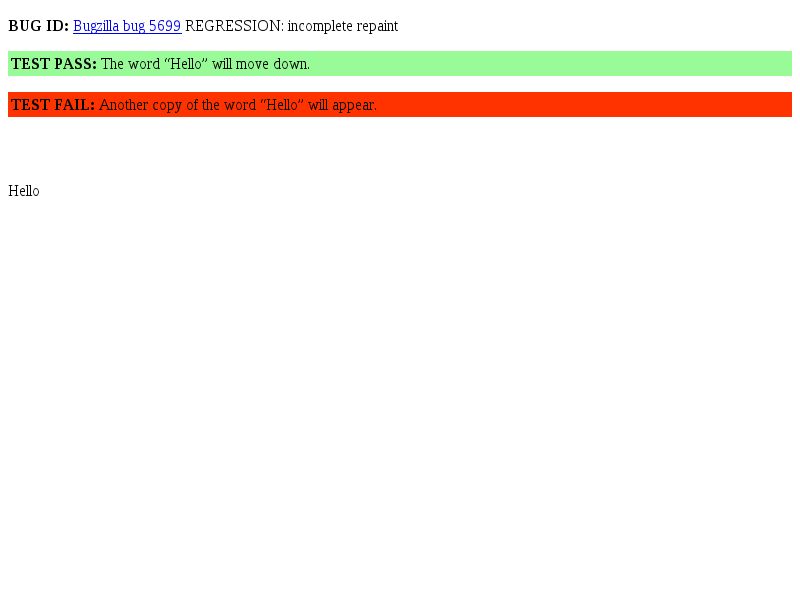 BUG ID: Bugzilla bug 5699 REGRESSION: incomplete repaint
TEST PASS: The word “Hello” will move down.
TEST FAIL: Another copy of the word “Hello” will appear.
Hello